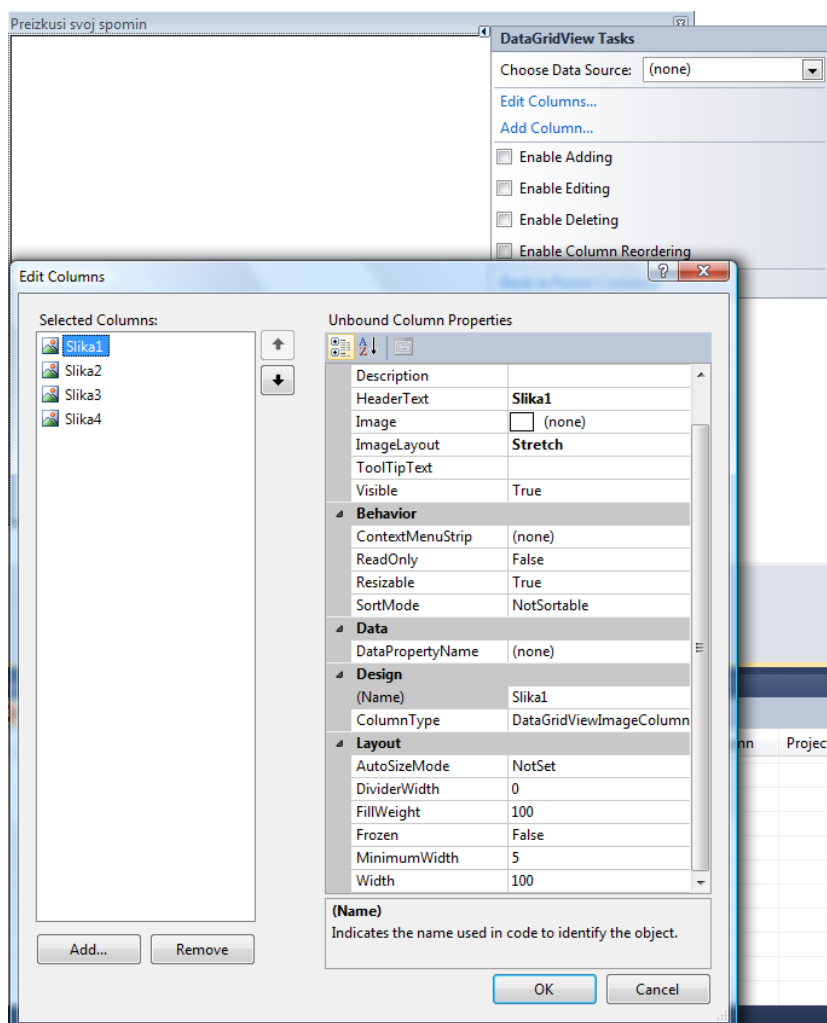 Preizkusi svoj spomin
DataGridView Tasks
Choose Data Source: (none)
Edit Columns...
Add Column...
Enable Adding
Enable Editing
Enable Deleting
Enable Column Reordering
Edit Columns
Selected Columns:
Slika1
Slika2
Slika3
Slika4
Add...
Remove
Unbound Column Properties
Description
HeaderText Slika1
Image (none)
ImageLayout Stretch
ToolTipText
Visible True
Behavior
ContextMenuStrip (none)
ReadOnly False
Resizable True
SortMode NotSortable
Data
DataPropertyName (none)
Design
(Name) Slika1
ColumnType DataGridViewImageColumn
Layout
AutoSizeMode NotSet
DividerWidth 0
FillWeight 100
Frozen False
MinimumWidth 5
Width 100
(Name)
Indicates the name used in code to identify the object.
OK Cancel
mn Projec